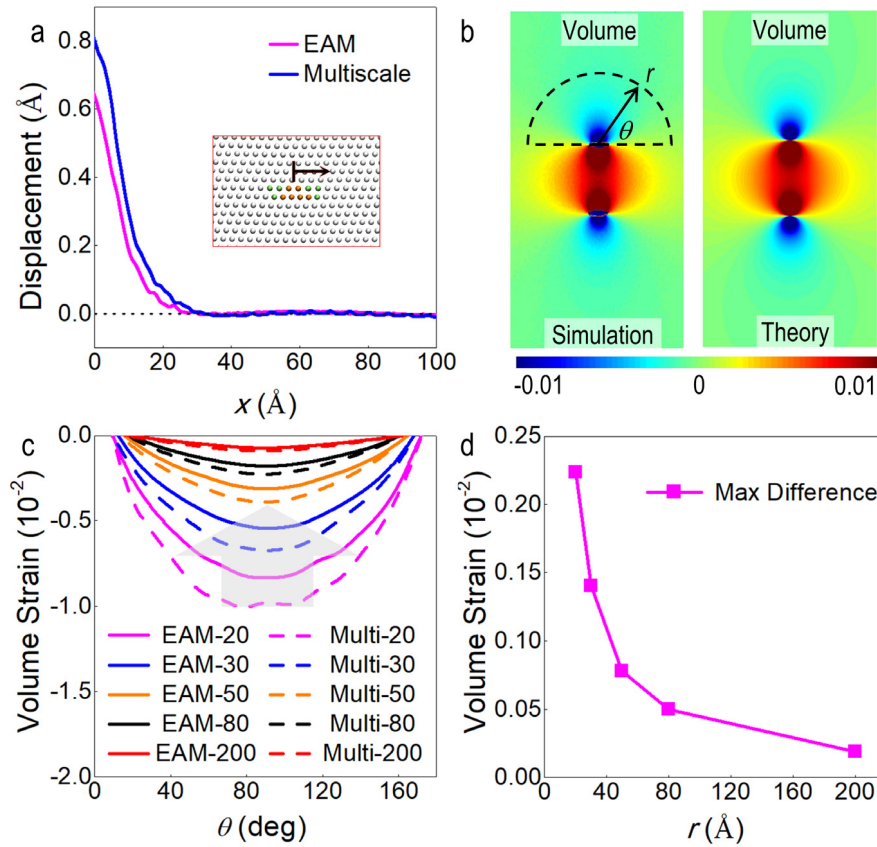 a
EAM
Multiscale
0.8
0.6
0.4
0.2
0.0
Displacement (Å)
0 20 40 60 80 100
x (Å)
b
Volume Volume
r
θ
Simulation Theory
-0.01 0 0.01
c
0.0
-0.5
-1.0
-1.5
-2.0
Volume Strain (10-2)
EAM-20 Multi-20
EAM-30 Multi-30
EAM-50 Multi-50
EAM-80 Multi-80
EAM-200 Multi-200
0 40 80 120 160
θ (deg)
d
Max Difference
0.25
0.20
0.15
0.10
0.05
0.00
Volume Strain (10-2)
0 40 80 120 160 200
r (Å)